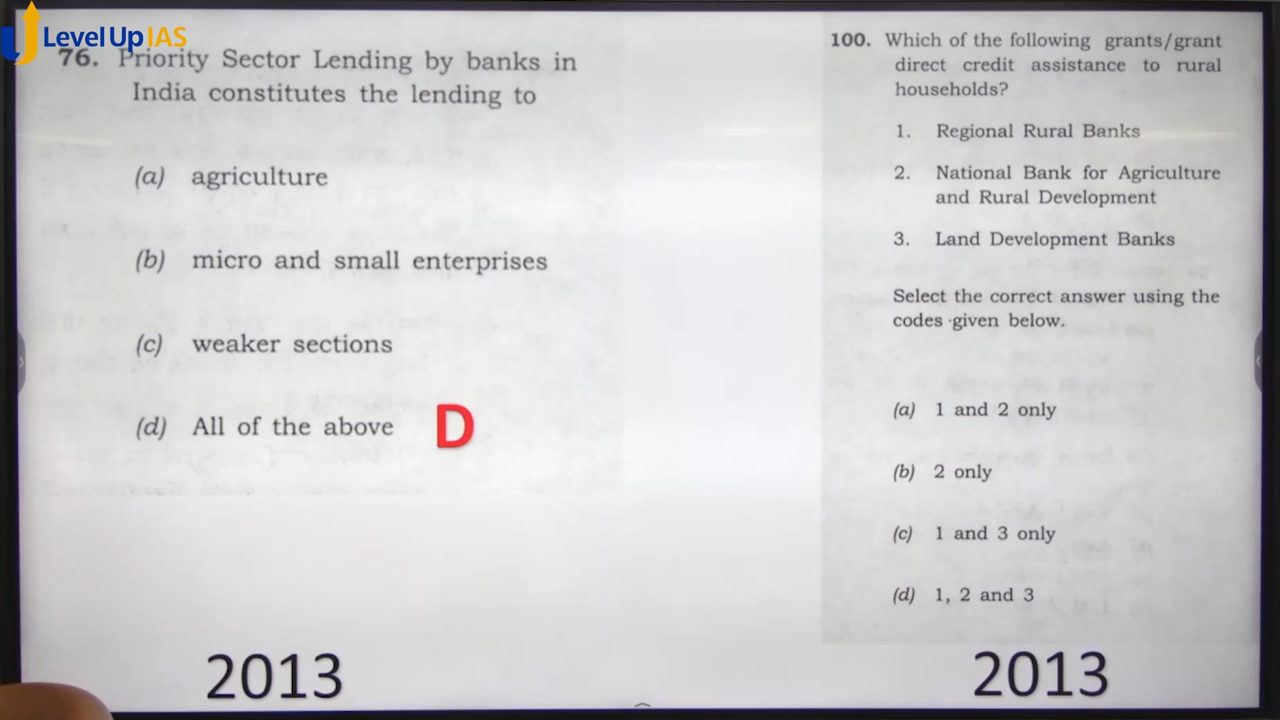 Level Up IAS
76. Priority Sector Lending by banks in
India constitutes the lending to
(a) agriculture
(b) micro and small enterprises
(c) weaker sections
(d) All of the above D
2013
100. Which of the following grants/grant
direct credit assistance to rural
households?
1. Regional Rural Banks
2. National Bank for Agriculture
and Rural Development
3. Land Development Banks
Select the correct answer using the
codes given below.
(a) 1 and 2 only
(b) 2 only
(c) 1 and 3 only
(d) 1, 2 and 3
2013